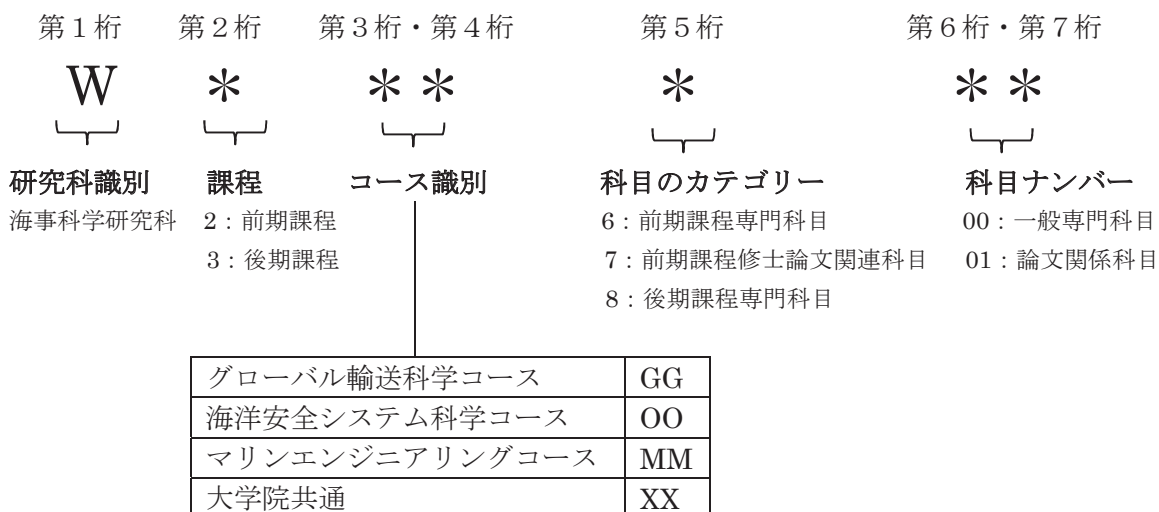 第１桁 第２桁 第３桁・第４桁 第５桁 第６桁・第７桁
W * * * * * *
研究科識別 課程 コース識別 科目のカテゴリー 科目ナンバー
海事科学研究科 2：前期課程 6：前期課程専門科目 00：一般専門科目
3：後期課程 7：前期課程修士論文関連科目 01：論文関係科目
8：後期課程専門科目
グローバル輸送科学コース GG
海洋安全システム科学コース OO
マリンエンジニアリングコース MM
大学院共通 XX